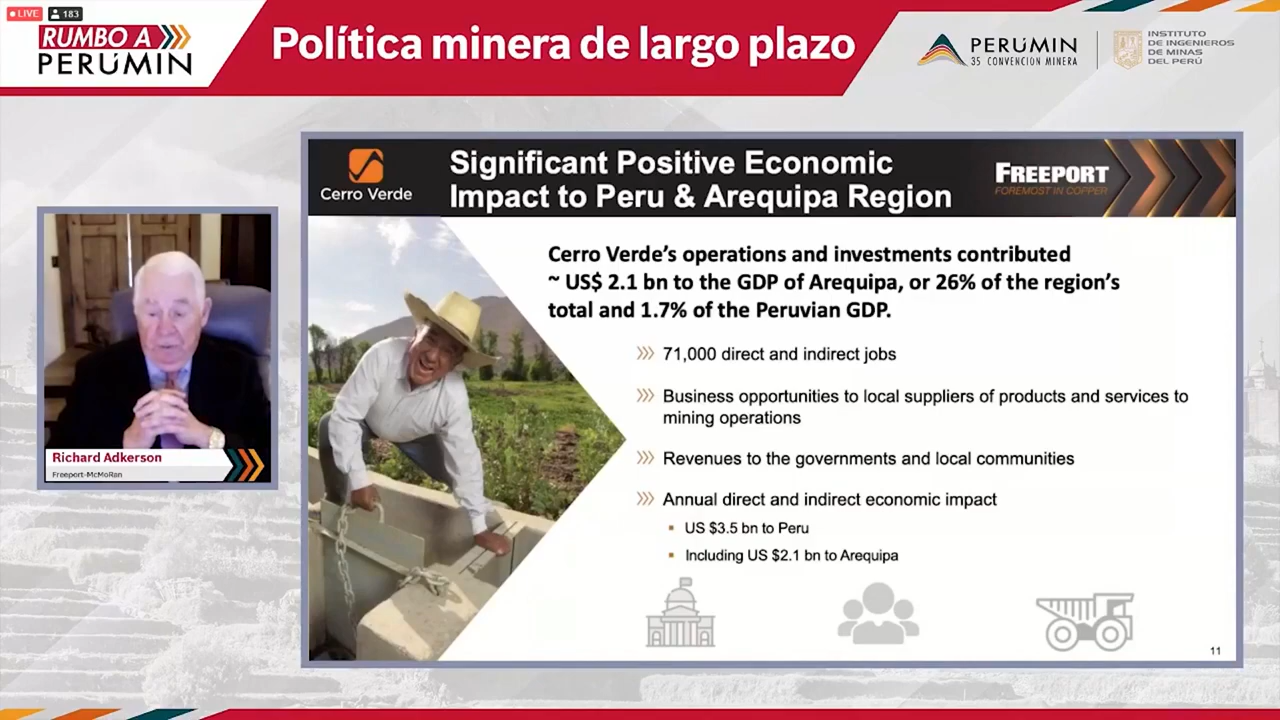 LIVE 183
RUMBO A
PERÚMIN
Política minera de largo plazo
PERÚMIN
35 CONVENCIÓN MINERA
INSTITUTO
DE INGENIEROS
DE MINAS
DEL PERÚ
Cerro Verde
Significant Positive Economic
Impact to Peru & Arequipa Region
FREEPORT
FOREMOST IN COPPER
Cerro Verde’s operations and investments contributed
~ US$ 2.1 bn to the GDP of Arequipa, or 26% of the region’s
total and 1.7% of the Peruvian GDP.
71,000 direct and indirect jobs
Business opportunities to local suppliers of products and services to
mining operations
Revenues to the governments and local communities
Annual direct and indirect economic impact
US $3.5 bn to Peru
Including US $2.1 bn to Arequipa
11
Richard Adkerson
Freeport-McMoRan